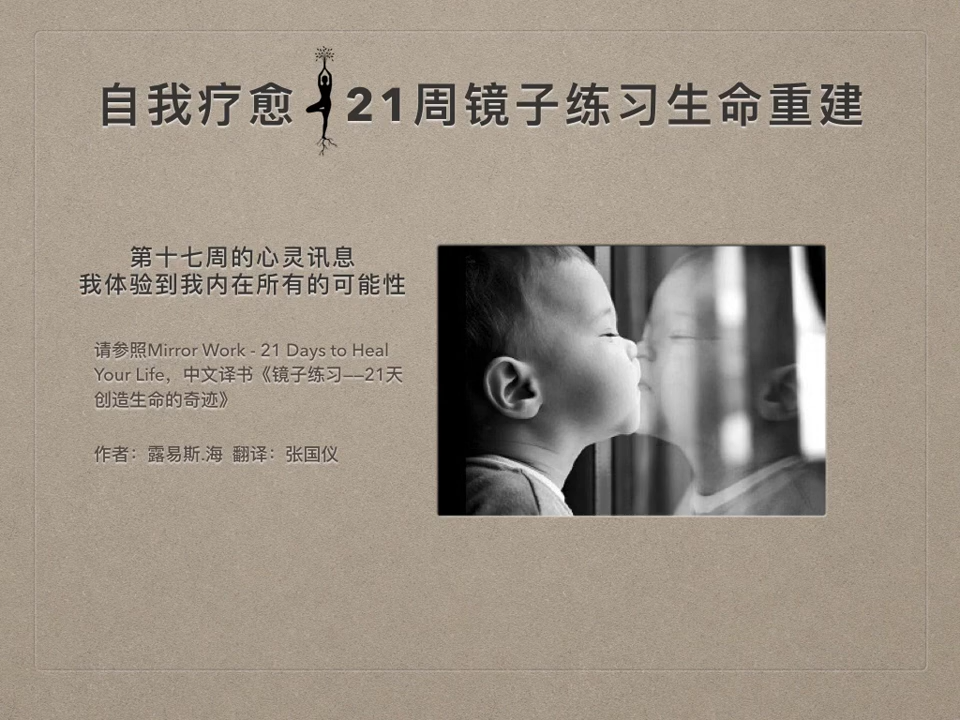 自我疗愈 21周镜子练习生命重建
第十七周的心灵讯息
我体验到我内在所有的可能性
请参照Mirror Work - 21 Days to Heal
Your Life，中文译书《镜子练习——21天
创造生命的奇迹》
作者：露易斯.海 翻译：张国仪